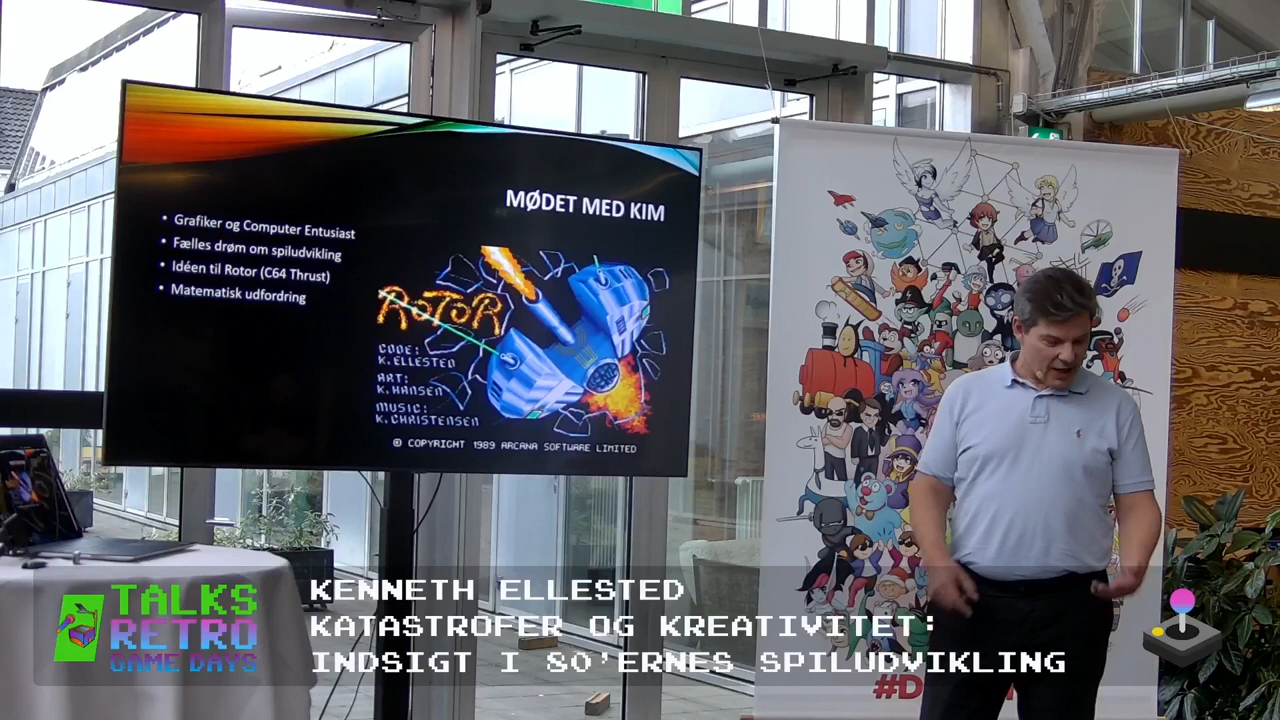 MØDET MED KIM
• Grafiker og Computer Entusiast
• Fælles drøm om spiludvikling
• Idéen til Rotor (C64 Thrust)
• Matematisk udfordring
ROTOR
CODE:
K.ELLESTED
ART:
K.HANSEN
MUSIC:
K.CHRISTENSEN
© COPYRIGHT 1989 ARCANA SOFTWARE LIMITED
#D
TALKS
RETRO
GAME DAYS
KENNETH ELLESTED
KATASTROFER OG KREATIVITET:
INDSIGT I 80'ERNES SPILUDVIKLING